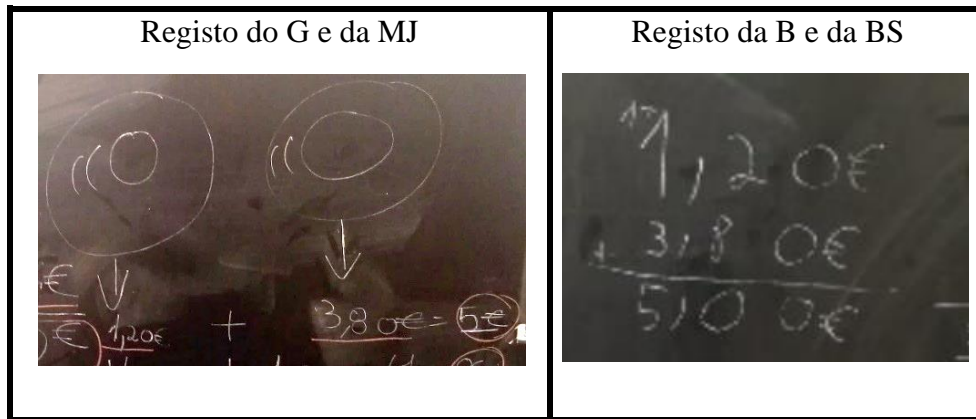 Registo do G e da MJ
€
€ 1,20€ + 3,80€ = 5€
Registo da B e da BS
1+
1,20€
+ 3,80€
5,00€